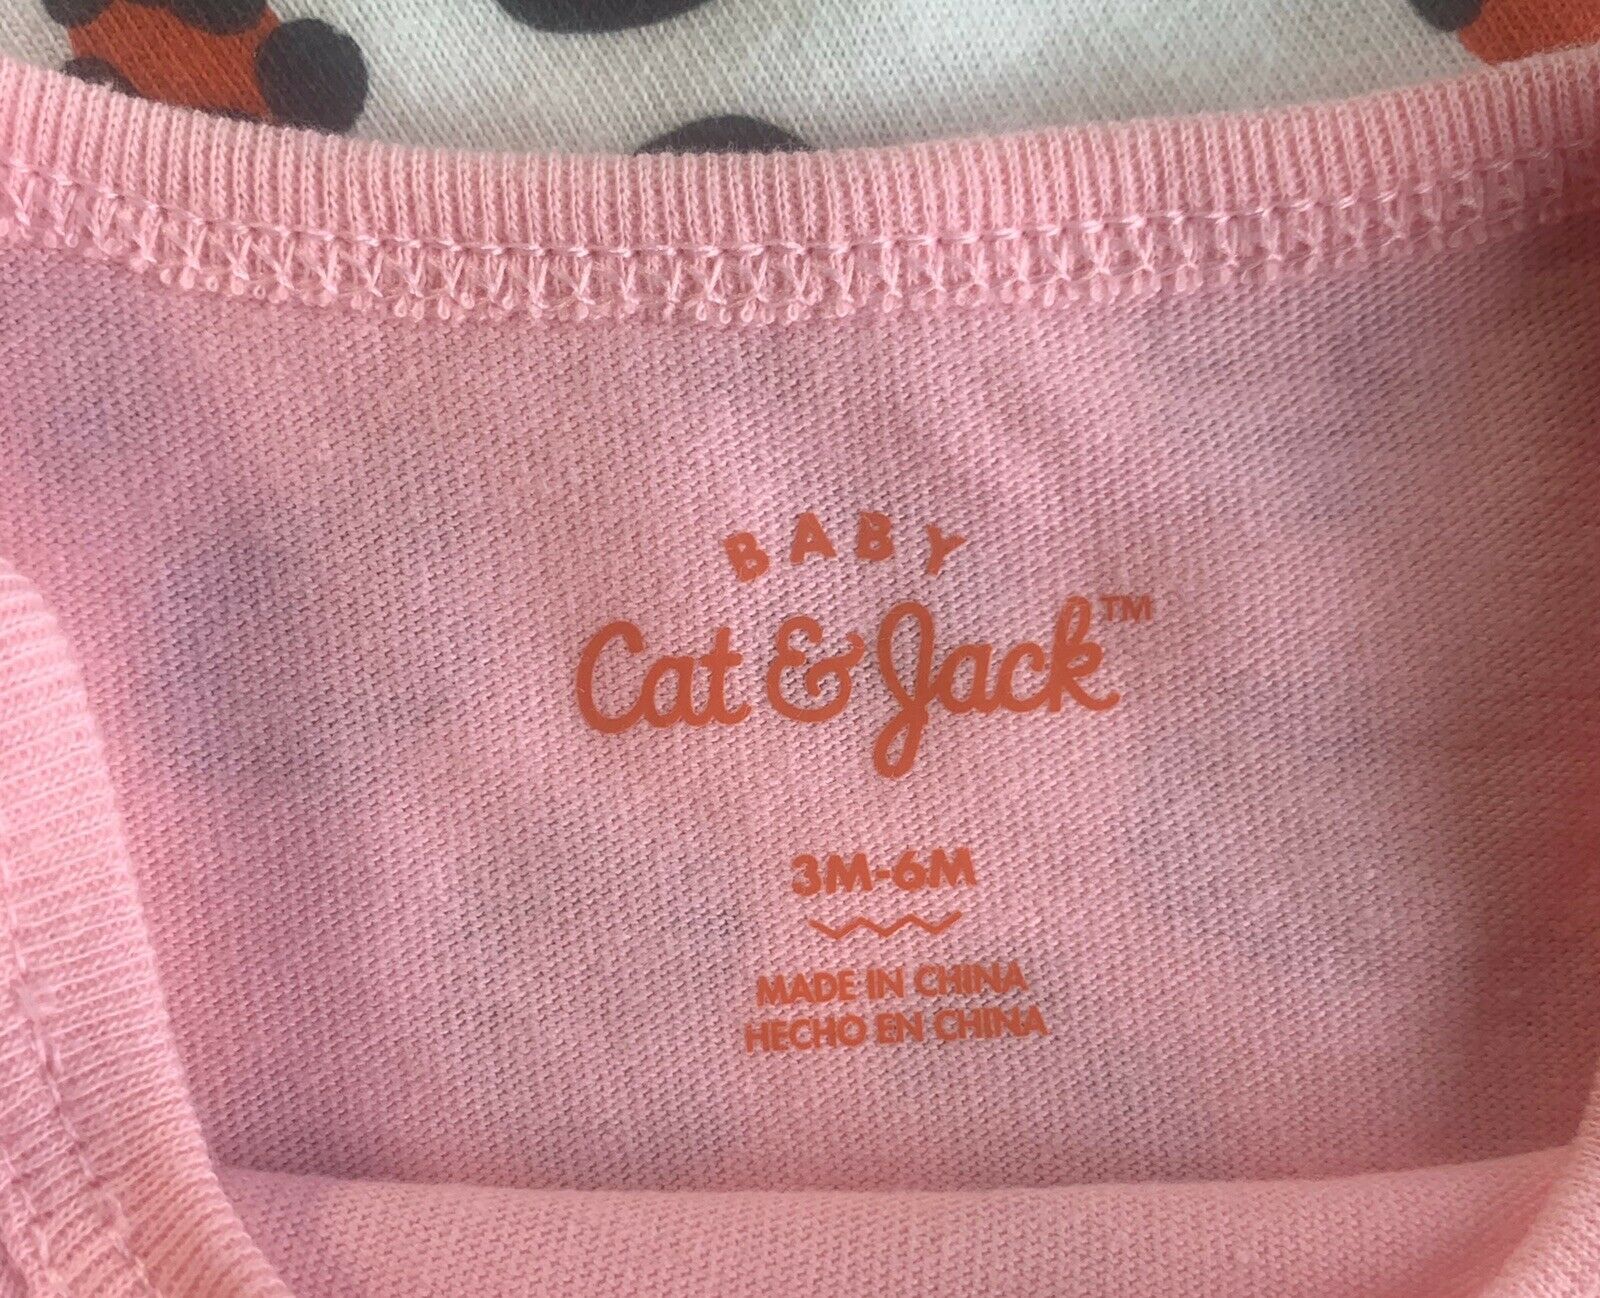 BABY
Cat & Jack™
3M-6M
MADE IN CHINA
HECHO EN CHINA